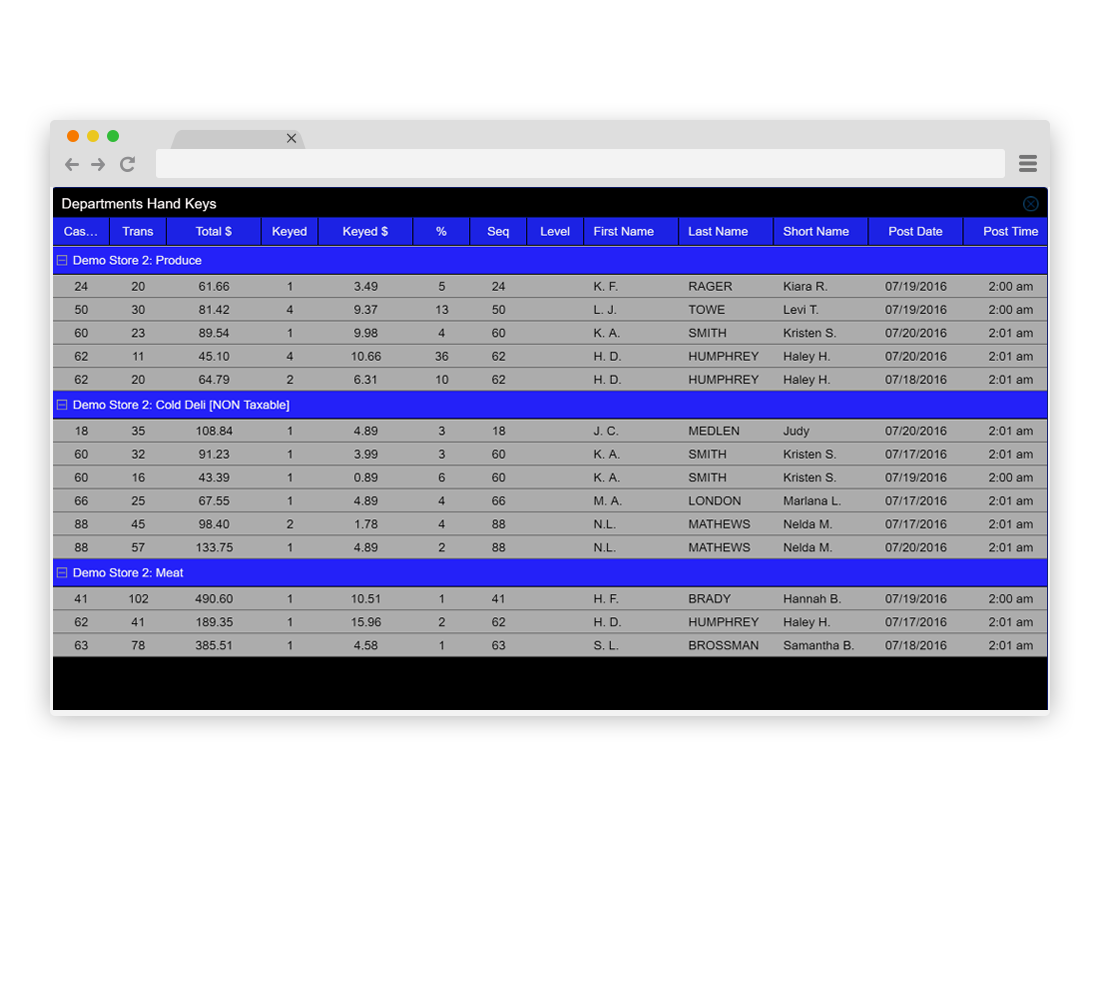 Departments Hand Keys
Cas... Trans Total $ Keyed Keyed $ % Seq Level First Name Last Name Short Name Post Date Post Time
Demo Store 2: Produce
24 20 61.66 1 3.49 5 24 K. F. RAGER Kiara R. 07/19/2016 2:00 am
50 30 81.42 4 9.37 13 50 L. J. TOWE Levi T. 07/19/2016 2:00 am
60 23 89.54 1 9.98 4 60 K. A. SMITH Kristen S. 07/20/2016 2:01 am
62 11 45.10 4 10.66 36 62 H. D. HUMPHREY Haley H. 07/20/2016 2:01 am
62 20 64.79 2 6.31 10 62 H. D. HUMPHREY Haley H. 07/18/2016 2:01 am
Demo Store 2: Cold Deli [NON Taxable]
18 35 108.84 1 4.89 3 18 J. C. MEDLEN Judy 07/20/2016 2:01 am
60 32 91.23 1 3.99 3 60 K. A. SMITH Kristen S. 07/17/2016 2:01 am
60 16 43.39 1 0.89 6 60 K. A. SMITH Kristen S. 07/19/2016 2:00 am
66 25 67.55 1 4.89 4 66 M. A. LONDON Marlana L. 07/17/2016 2:01 am
88 45 98.40 2 1.78 4 88 N.L. MATHEWS Nelda M. 07/17/2016 2:01 am
88 57 133.75 1 4.89 2 88 N.L. MATHEWS Nelda M. 07/20/2016 2:01 am
Demo Store 2: Meat
41 102 490.60 1 10.51 1 41 H. F. BRADY Hannah B. 07/19/2016 2:00 am
62 41 189.35 1 15.96 2 62 H. D. HUMPHREY Haley H. 07/17/2016 2:01 am
63 78 385.51 1 4.58 1 63 S. L. BROSSMAN Samantha B. 07/18/2016 2:01 am